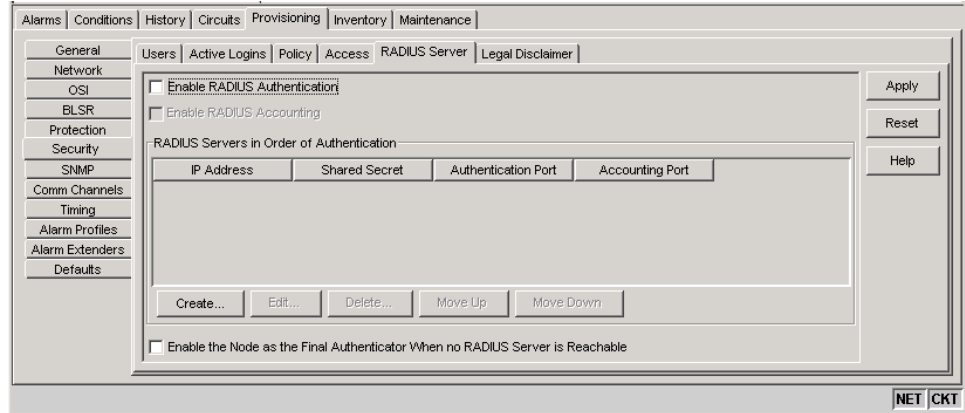 Alarms Conditions History Circuits Provisioning Inventory Maintenance
General
Network
OSI
BLSR
Protection
Security
SNMP
Comm Channels
Timing
Alarm Profiles
Alarm Extenders
Defaults
Users Active Logins Policy Access RADIUS Server Legal Disclaimer
Enable RADIUS Authentication
Enable RADIUS Accounting
RADIUS Servers in Order of Authentication
IP Address Shared Secret Authentication Port Accounting Port
Create... Edit... Delete... Move Up Move Down
Enable the Node as the Final Authenticator When no RADIUS Server is Reachable
Apply
Reset
Help
NET CKT